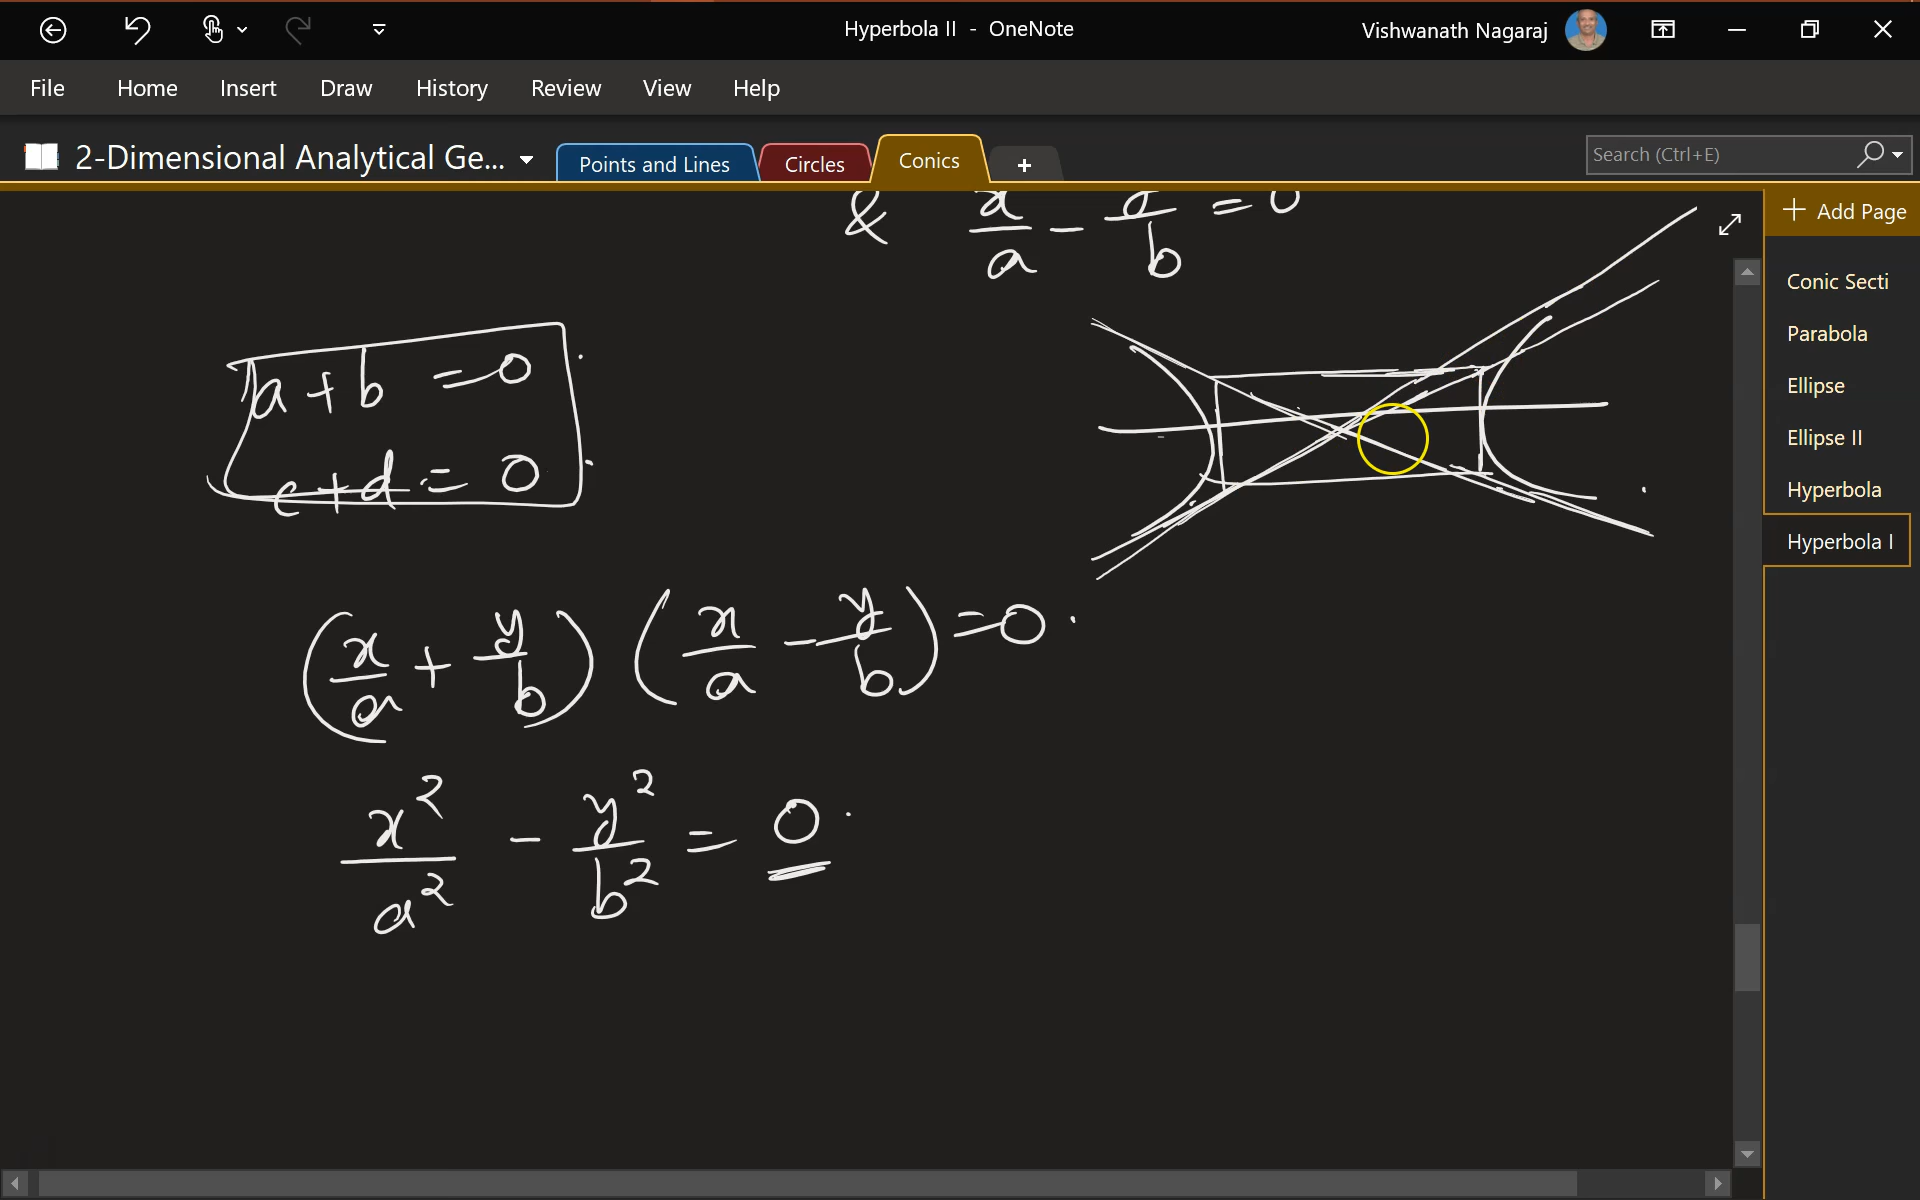 Hyperbola II - OneNote
Vishwanath Nagaraj
File Home Insert Draw History Review View Help
2-Dimensional Analytical Ge...
Points and Lines
Circles
Conics
+
Search (Ctrl+E)
+ Add Page
Conic Secti
Parabola
Ellipse
Ellipse II
Hyperbola
Hyperbola I
& x/a - y/b = 0
a + b = 0
c + d = 0
(x/a + y/b) (x/a - y/b) = 0
x²/a² - y²/b² = 0